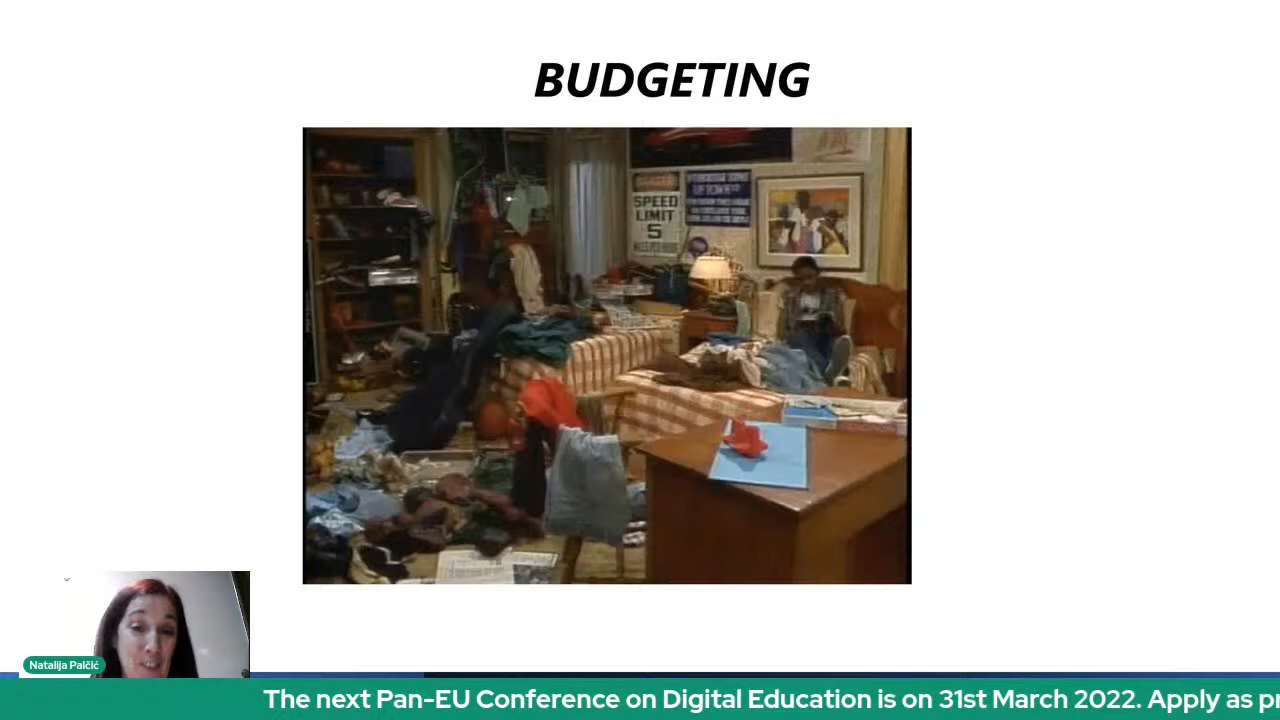 BUDGETING
SPEED
LIMIT
5
Natalija Palčić
The next Pan-EU Conference on Digital Education is on 31st March 2022. Apply as pr